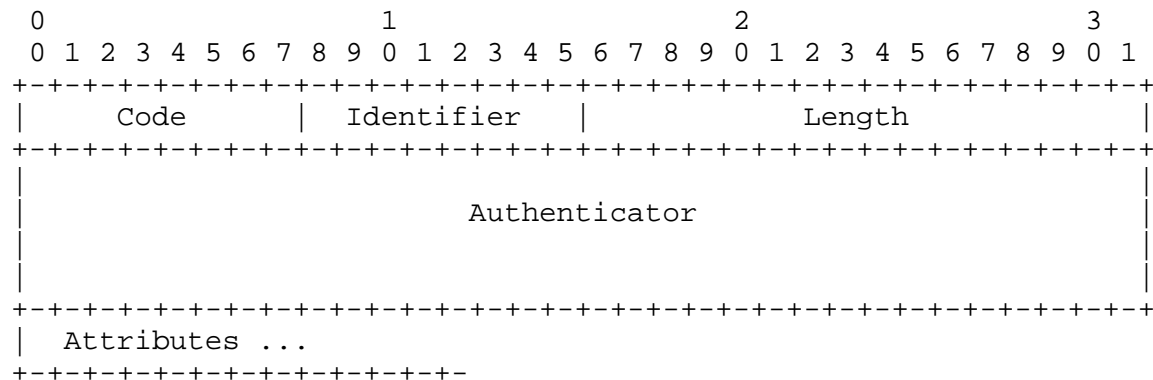 0                   1                   2                   3
 0 1 2 3 4 5 6 7 8 9 0 1 2 3 4 5 6 7 8 9 0 1 2 3 4 5 6 7 8 9 0 1
+-+-+-+-+-+-+-+-+-+-+-+-+-+-+-+-+-+-+-+-+-+-+-+-+-+-+-+-+-+-+-+-+
|     Code      |  Identifier   |            Length             |
+-+-+-+-+-+-+-+-+-+-+-+-+-+-+-+-+-+-+-+-+-+-+-+-+-+-+-+-+-+-+-+-+
|                                                               |
|                         Authenticator                         |
|                                                               |
|                                                               |
+-+-+-+-+-+-+-+-+-+-+-+-+-+-+-+-+-+-+-+-+-+-+-+-+-+-+-+-+-+-+-+-+
|  Attributes ...
+-+-+-+-+-+-+-+-+-+-+-+-+-